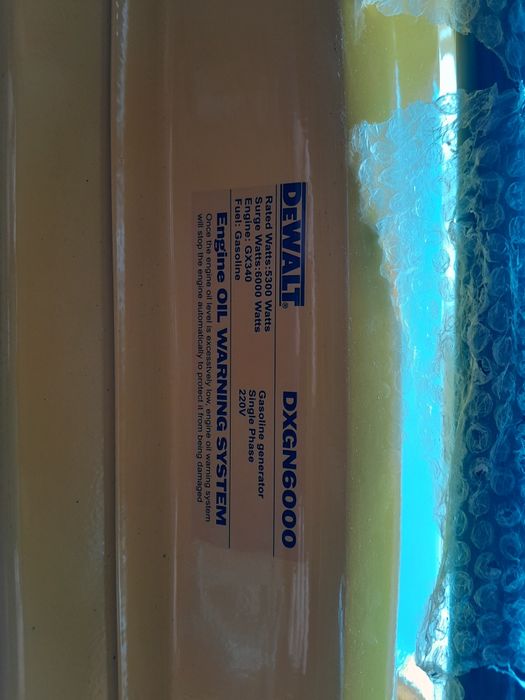 DEWALT® DXGN6000
Rated Watts:5300 Watts Gasoline generator
Surge Watts:6000 Watts Single Phase
Engine: GX340 220V
Fuel: Gasoline
Engine OIL WARNING SYSTEM
Once the engine oil level is excesstvely low, engine oil warning system
will stop the engine automatically to protect it from being damaged